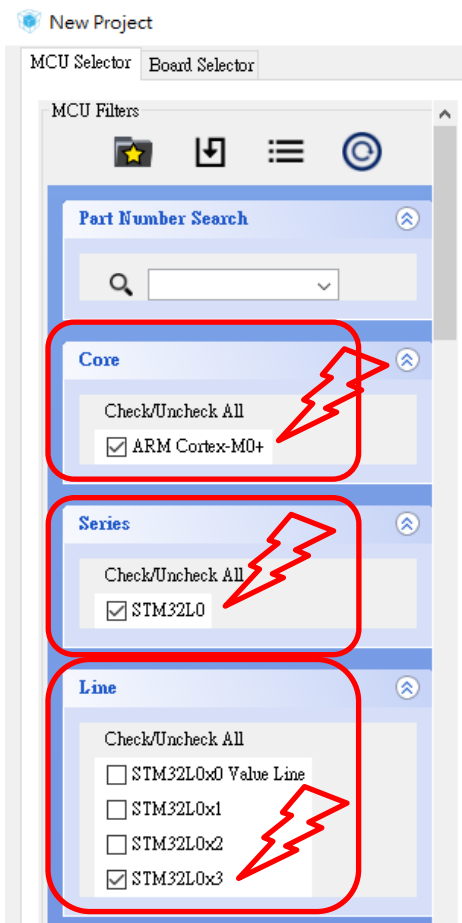 New Project
MCU Selector Board Selector
MCU Filters
Part Number Search
Core
Check/Uncheck All
ARM Cortex-M0+
Series
Check/Uncheck All
STM32L0
Line
Check/Uncheck All
STM32L0x0 Value Line
STM32L0x1
STM32L0x2
STM32L0x3